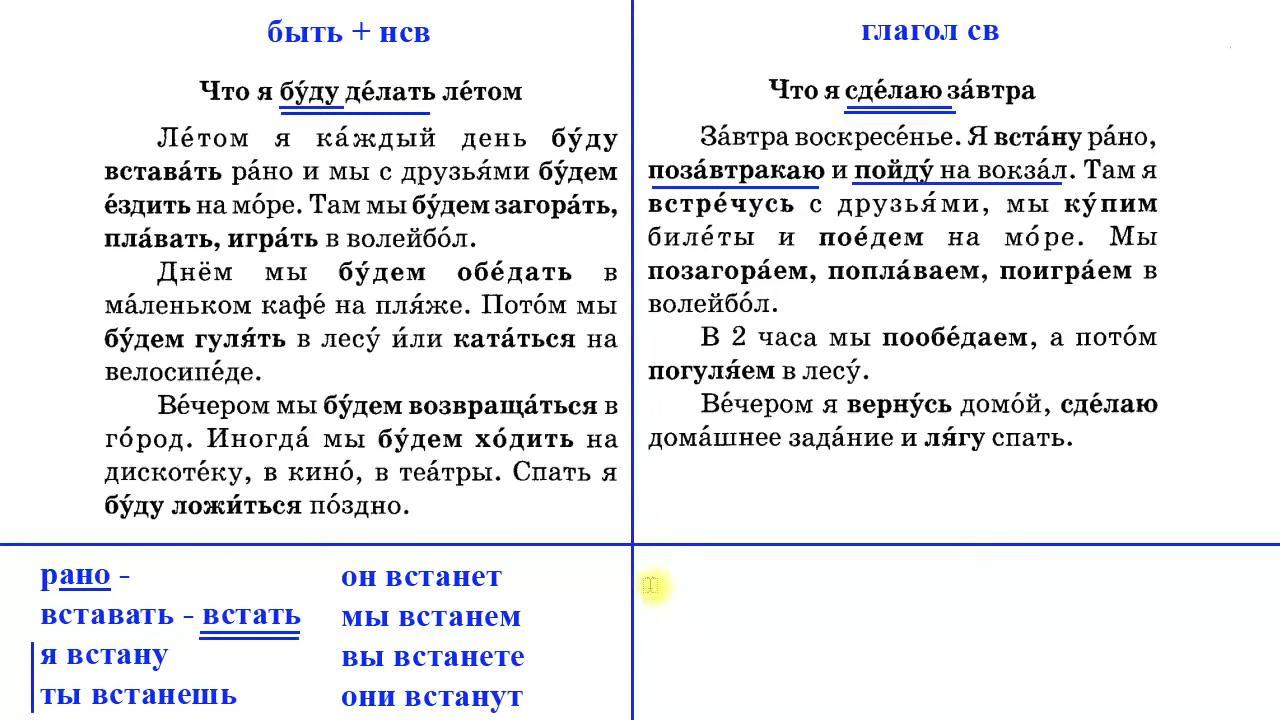 быть + нсв
Что я бу́ду де́лать ле́том
Ле́том я ка́ждый день бу́ду
встава́ть ра́но и мы с друзья́ми бу́дем
е́здить на мо́ре. Там мы бу́дем загора́ть,
пла́вать, игра́ть в волейбо́л.
Днём мы бу́дем обе́дать в
ма́леньком кафе́ на пля́же. Пото́м мы
бу́дем гуля́ть в лесу́ и́ли ката́ться на
велосипе́де.
Ве́чером мы бу́дем возвраща́ться в
го́род. Иногда́ мы бу́дем хо́дить на
дискоте́ку, в кино́, в теа́тры. Спать я
бу́ду ложи́ться по́здно.
глагол св
Что я сде́лаю за́втра
За́втра воскресе́нье. Я вста́ну ра́но,
поза́втракаю и пойду́ на вокза́л. Там я
встре́чусь с друзья́ми, мы ку́пим
биле́ты и пое́дем на мо́ре. Мы
позагора́ем, попла́ваем, поигра́ем в
волейбо́л.
В 2 часа мы пообе́даем, а пото́м
погуля́ем в лесу́.
Ве́чером я верну́сь домо́й, сде́лаю
дома́шнее зада́ние и ля́гу спать.
рано -
вставать - встать
я встану
ты встанешь
он встанет
мы встанем
вы встанете
они встанут